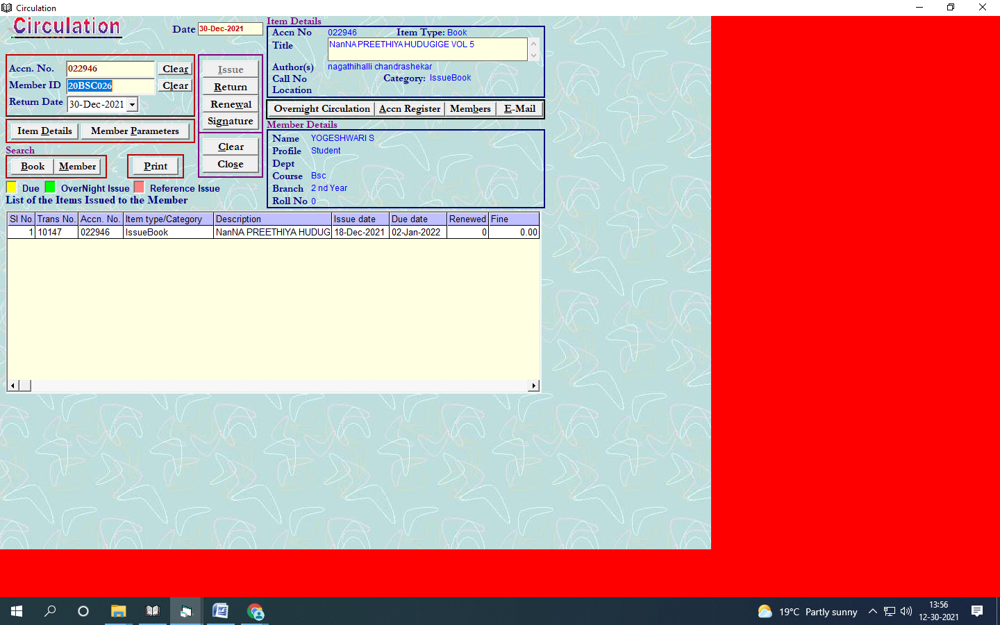 Circulation
Circulation
Date 30-Dec-2021
Accn. No. 022946 Clear
Member ID 20BSC026 Clear
Return Date 30-Dec-2021
Item Details Member Parameters
Search
Book Member Print
Due OverNight Issue Reference Issue
Issue
Return
Renewal
Signature
Clear
Close
Item Details
Accn No 022946 Item Type: Book
Title NanNA PREETHIYA HUDUGIGE VOL 5
Author(s) nagathihalli chandrashekar
Call No Category: IssueBook
Location
Overnight Circulation Accn Register Members E-Mail
Member Details
Name YOGESHWARI S
Profile Student
Dept
Course Bsc
Branch 2 nd Year
Roll No 0
List of the Items Issued to the Member
Sl No. Trans No. Accn. No. Item type/Category Description Issue date Due date Renewed Fine
1 10147 022946 IssueBook NanNA PREETHIYA HUDUG 18-Dec-2021 02-Jan-2022 0 0.00
19°C Partly sunny
13:56
12-30-2021